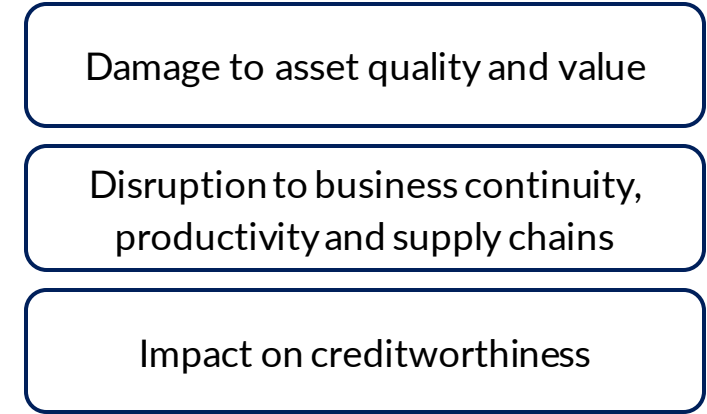 Damage to asset quality and value
Disruption to business continuity,
productivity and supply chains
Impact on creditworthiness